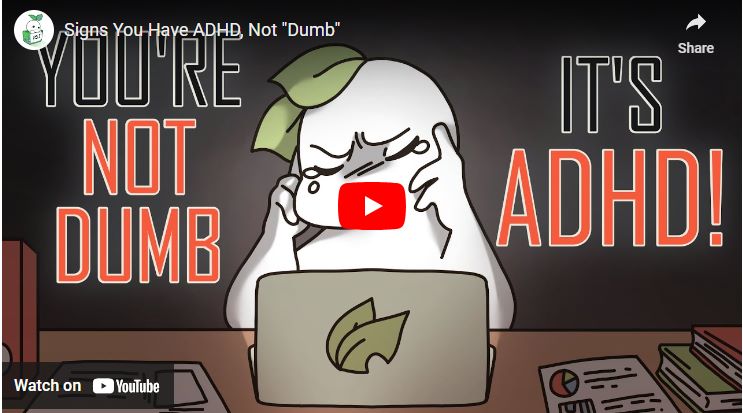 Signs You Have ADHD, Not "Dumb"
Share
YOU'RE
NOT
DUMB
IT'S
ADHD!
Watch on YouTube